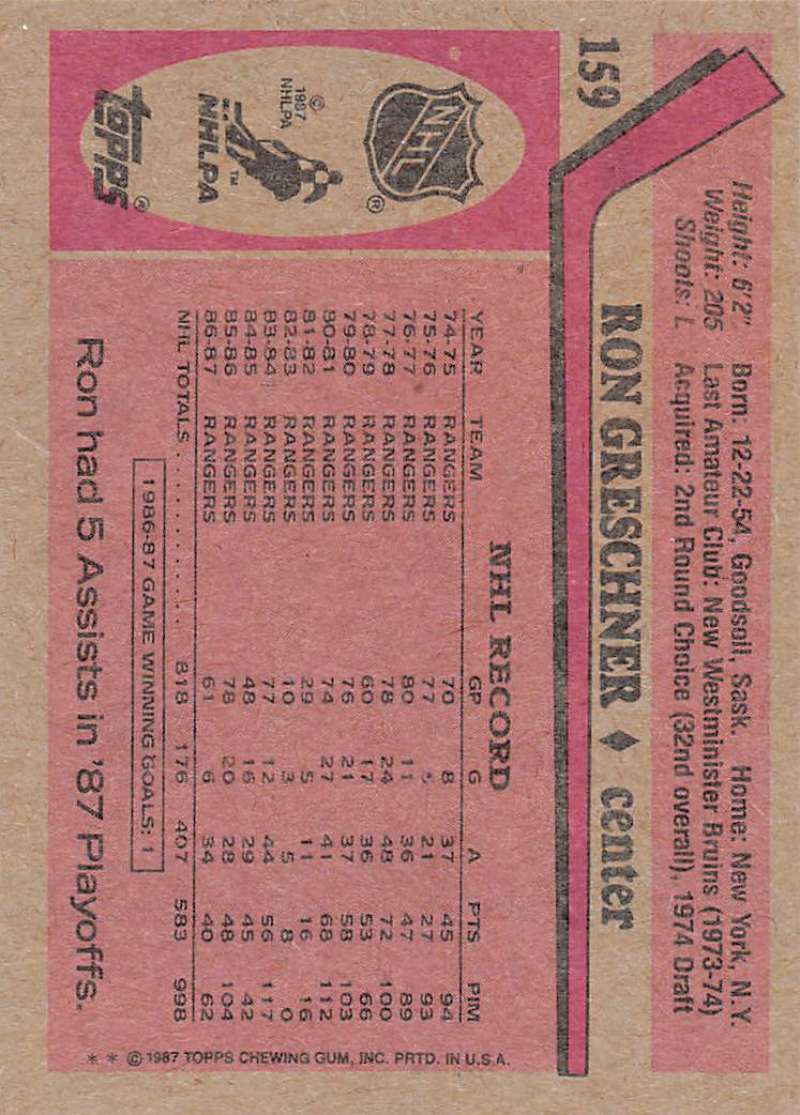 159
Height: 6'2" Born: 12-22-54, Goodsoil, Sask. Home: New York, N.Y.
Weight: 205 Last Amateur Club: New Westminister Bruins (1973-74)
Shoots: L Acquired: 2nd Round Choice (32nd overall), 1974 Draft
RON GRESCHNER ♦ center
NHL
®
© 1987 NHLPA
NHLPA
TM
TOPPS
®
NHL RECORD
YEAR TEAM GP G A PTS PIM
74-75 RANGERS 70 8 37 45 94
75-76 RANGERS 77 5 21 27 93
76-77 RANGERS 80 11 36 47 89
77-78 RANGERS 78 24 48 72 100
78-79 RANGERS 60 17 36 53 66
79-80 RANGERS 76 21 37 58 103
80-81 RANGERS 74 27 41 68 112
81-82 RANGERS 29 5 11 16 16
82-83 RANGERS 10 3 5 8 0
83-84 RANGERS 77 12 44 56 117
84-85 RANGERS 48 16 29 45 42
85-86 RANGERS 78 20 28 48 104
86-87 RANGERS 61 6 34 40 62
NHL TOTALS . . . . . . . . . . 818 176 407 583 998
1986-87 GAME WINNING GOALS: 1
Ron had 5 Assists in '87 Playoffs.
* * © 1987 TOPPS CHEWING GUM, INC. PRTD. IN U.S.A.